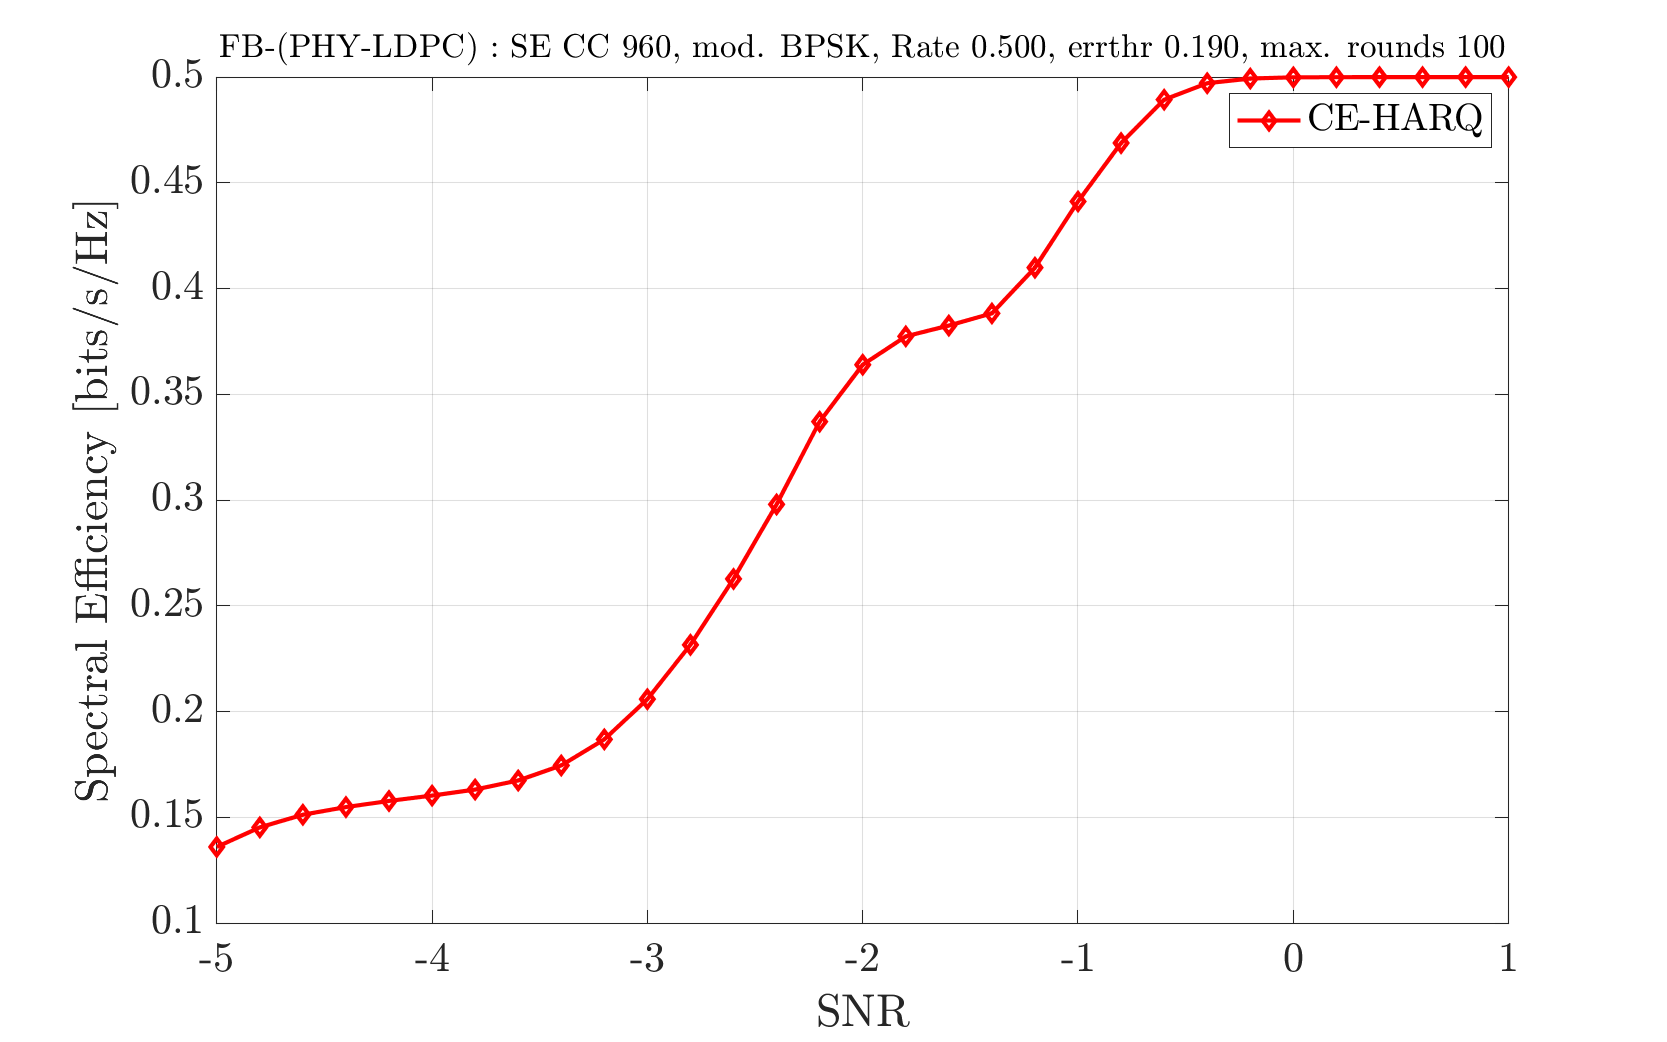 FB-(PHY-LDPC) : SE CC 960, mod. BPSK, Rate 0.500, errthr 0.190, max. rounds 100
CE-HARQ
Spectral Efficiency [bits/s/Hz]
0.5
0.45
0.4
0.35
0.3
0.25
0.2
0.15
0.1
-5 -4 -3 -2 -1 0 1
SNR